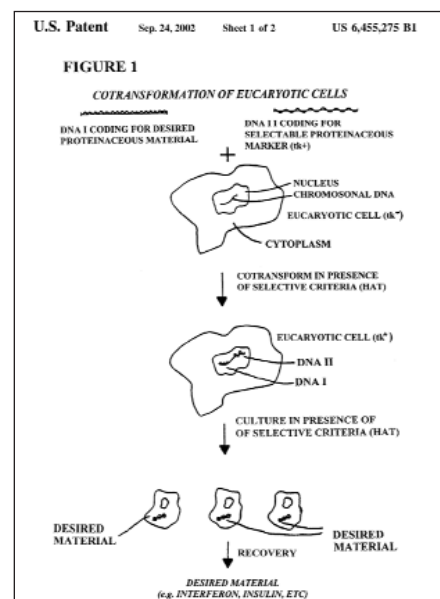 U.S. Patent Sep. 24, 2002 Sheet 1 of 2 US 6,455,275 B1
FIGURE 1
COTRANSFORMATION OF EUCARYOTIC CELLS
DNA I CODING FOR DESIRED
PROTEINACEOUS MATERIAL
DNA I I CODING FOR
SELECTABLE PROTEINACEOUS
MARKER (tk+)
+
NUCLEUS
CHROMOSONAL DNA
EUCARYOTIC CELL (tk-)
CYTOPLASM
COTRANSFORM IN PRESENCE
OF SELECTIVE CRITERIA (HAT)
EUCARYOTIC CELL (tk+)
DNA II
DNA I
CULTURE IN PRESENCE OF
OF SELECTIVE CRITERIA (HAT)
DESIRED
MATERIAL
DESIRED
MATERIAL
RECOVERY
DESIRED MATERIAL
(e.g. INTERFERON, INSULIN, ETC)